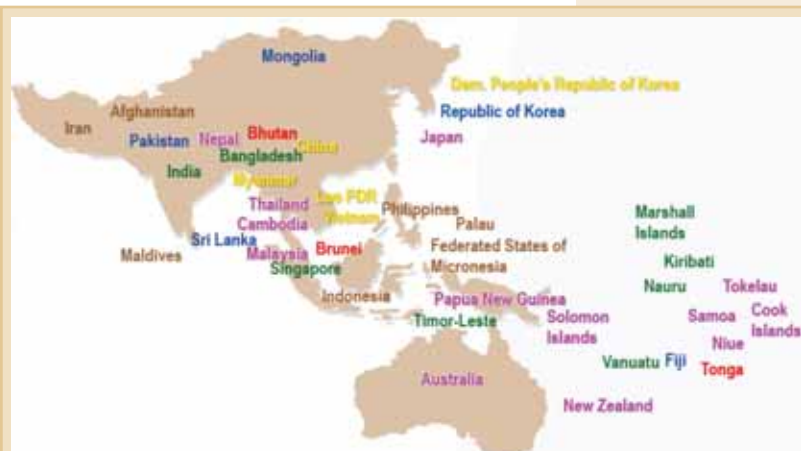 Mongolia
Dem. People's Republic of Korea
Republic of Korea
Japan
Afghanistan
Iran
Pakistan
Nepal
Bhutan
China
Bangladesh
India
Myanmar
Lao PDR
Thailand
Vietnam
Philippines
Cambodia
Palau
Marshall
Islands
Maldives
Sri Lanka
Malaysia
Brunei
Federated States of
Micronesia
Singapore
Kiribati
Nauru
Tokelau
Indonesia
Papua New Guinea
Timor-Leste
Solomon
Islands
Samoa
Cook
Islands
Niue
Vanuatu
Fiji
Tonga
Australia
New Zealand